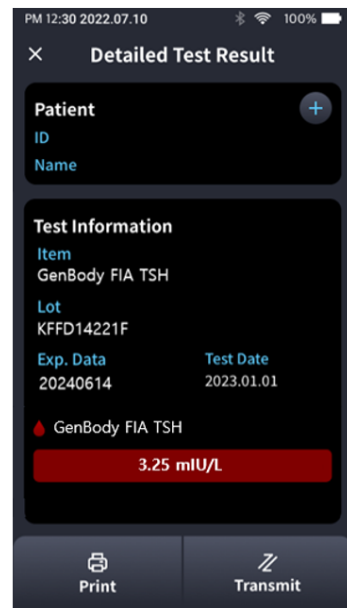 PM 12:30 2022.07.10 100%
× Detailed Test Result
Patient
+
ID
Name
Test Information
Item
GenBody FIA TSH
Lot
KFFD14221F
Exp. Data Test Date
20240614 2023.01.01
GenBody FIA TSH
3.25 mIU/L
Print Transmit